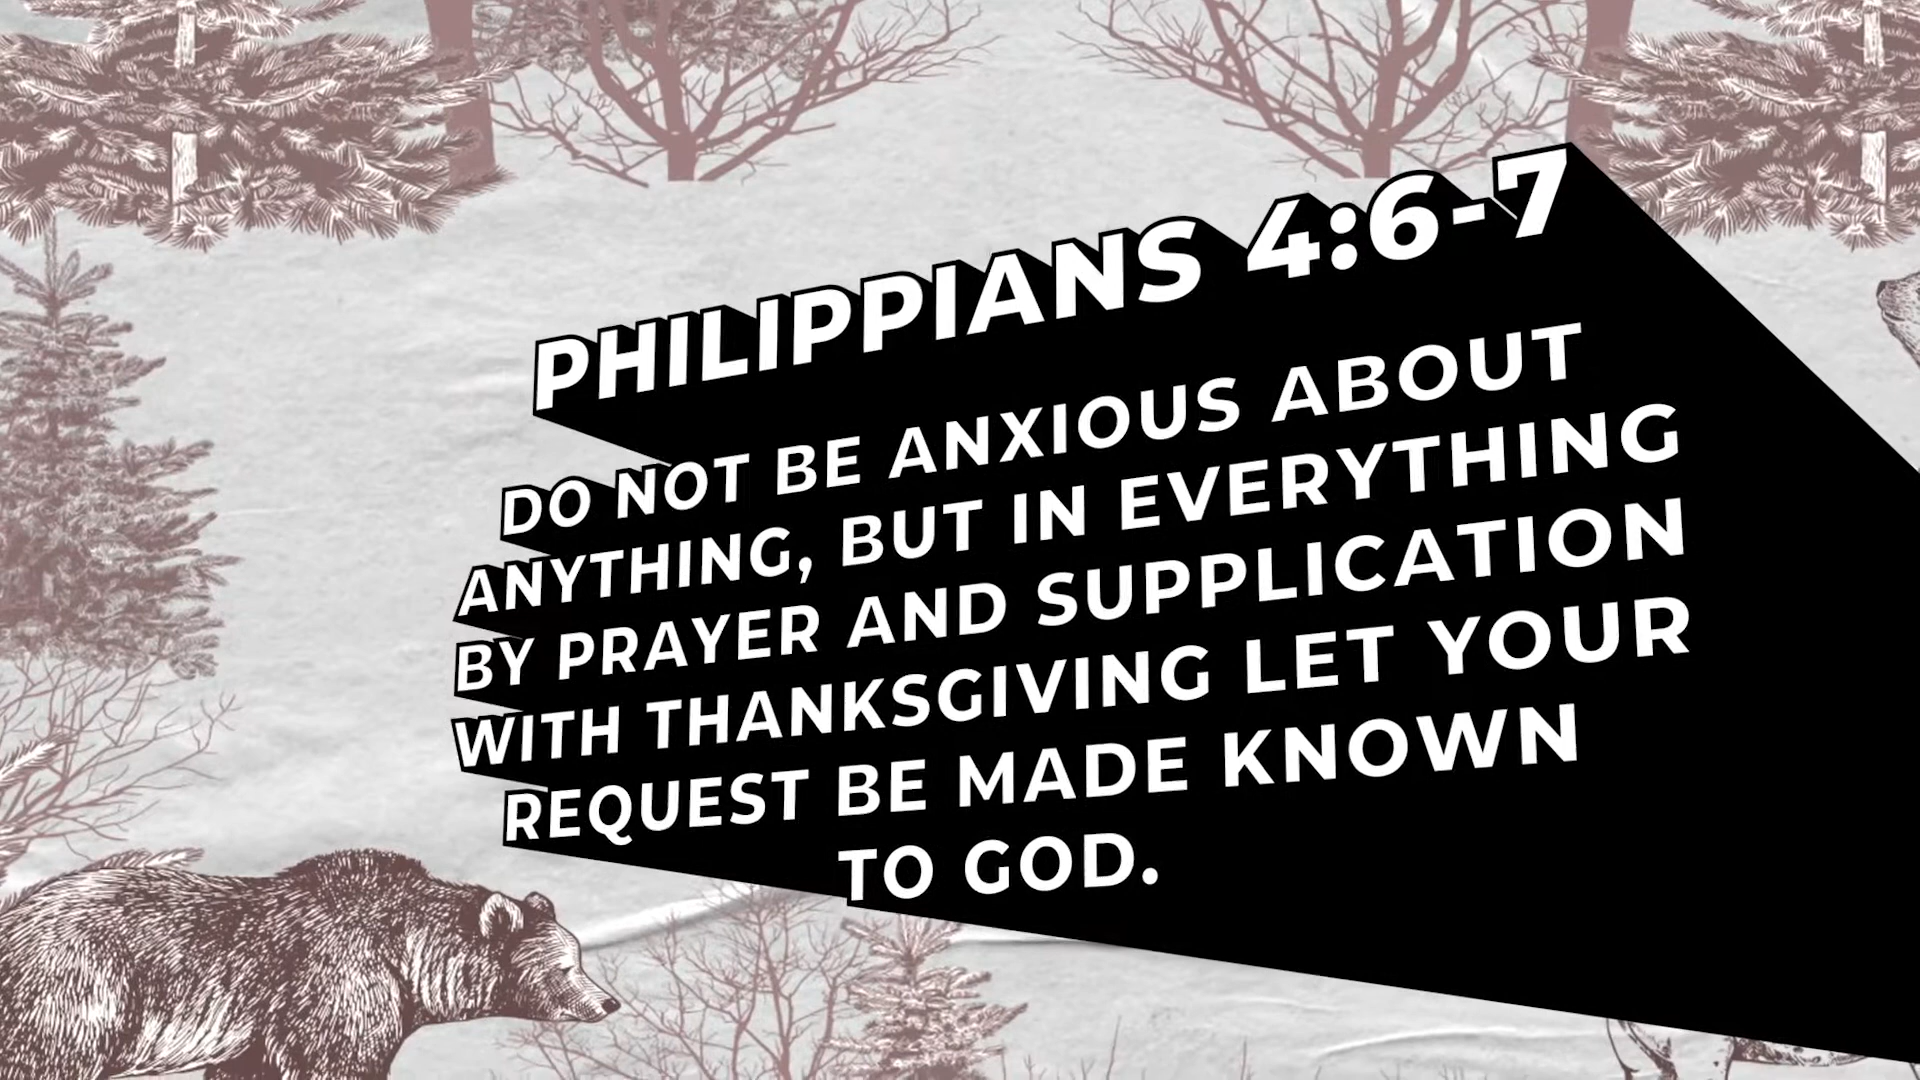 PHILIPPIANS 4:6-7
DO NOT BE ANXIOUS ABOUT
ANYTHING, BUT IN EVERYTHING
BY PRAYER AND SUPPLICATION
WITH THANKSGIVING LET YOUR
REQUEST BE MADE KNOWN
TO GOD.